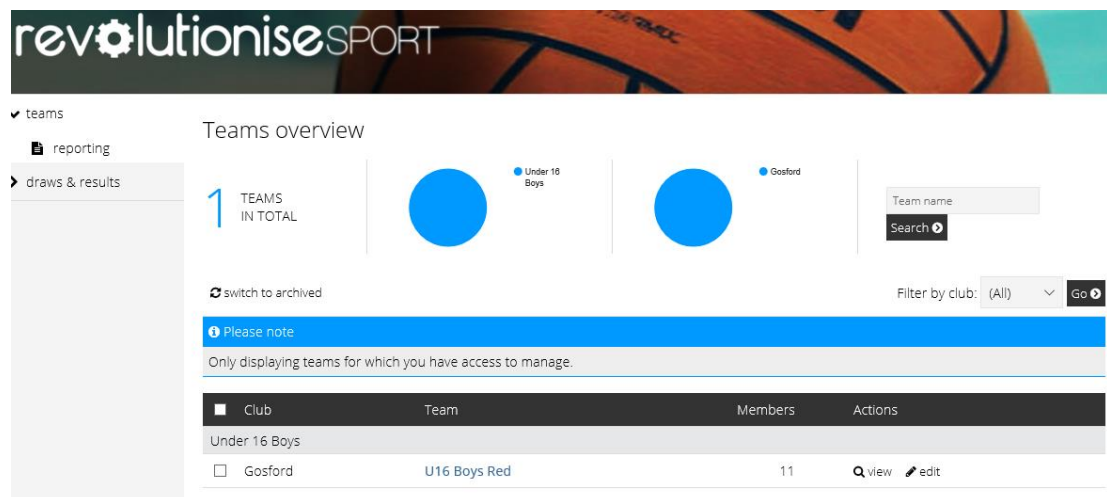 revolutioniseSPORT
teams
reporting
draws & results
Teams overview
1
TEAMS
IN TOTAL
Under 16
Boys
Gosford
Team name
Search
switch to archived
Filter by club: (All) Go
Please note
Only displaying teams for which you have access to manage.
Club Team Members Actions
Under 16 Boys
Gosford U16 Boys Red 11 view edit